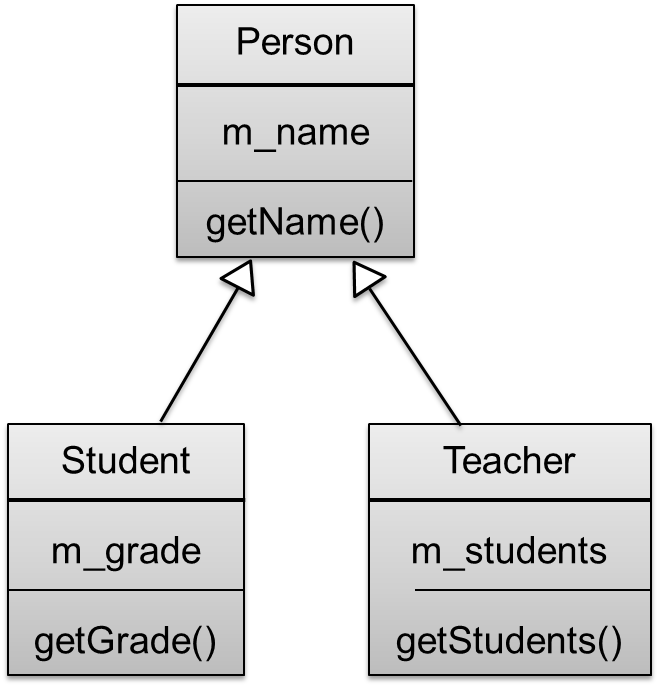 Person
m_name
getName()
Student
m_grade
getGrade()
Teacher
m_students
getStudents()